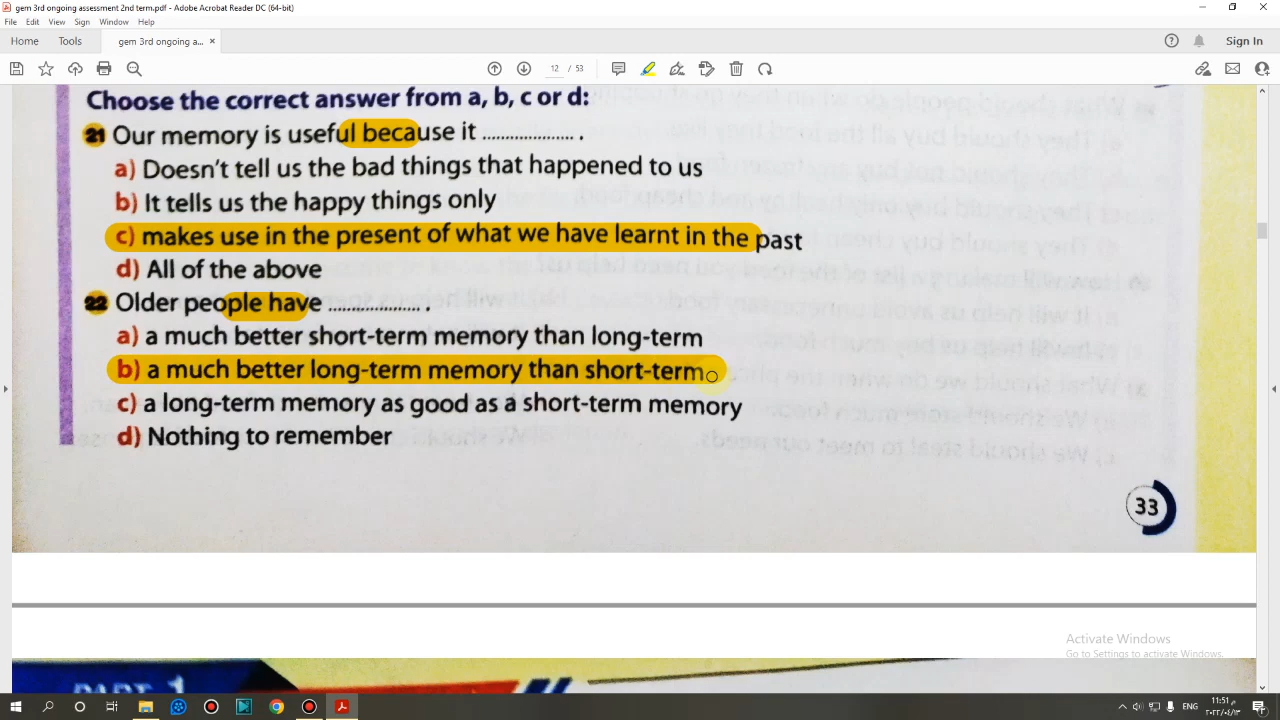 gem 3rd ongoing assessment 2nd term.pdf - Adobe Acrobat Reader DC (64-bit)
File Edit View Sign Window Help
Home Tools gem 3rd ongoing a... × Sign In
12 / 53
Choose the correct answer from a, b, c or d:
21 Our memory is useful because it .................... .
a) Doesn't tell us the bad things that happened to us
b) It tells us the happy things only
c) makes use in the present of what we have learnt in the past
d) All of the above
22 Older people have .................... .
a) a much better short-term memory than long-term
b) a much better long-term memory than short-term
c) a long-term memory as good as a short-term memory
d) Nothing to remember
33
Activate Windows
Go to Settings to activate Windows.
PART 1
ENG
11:51